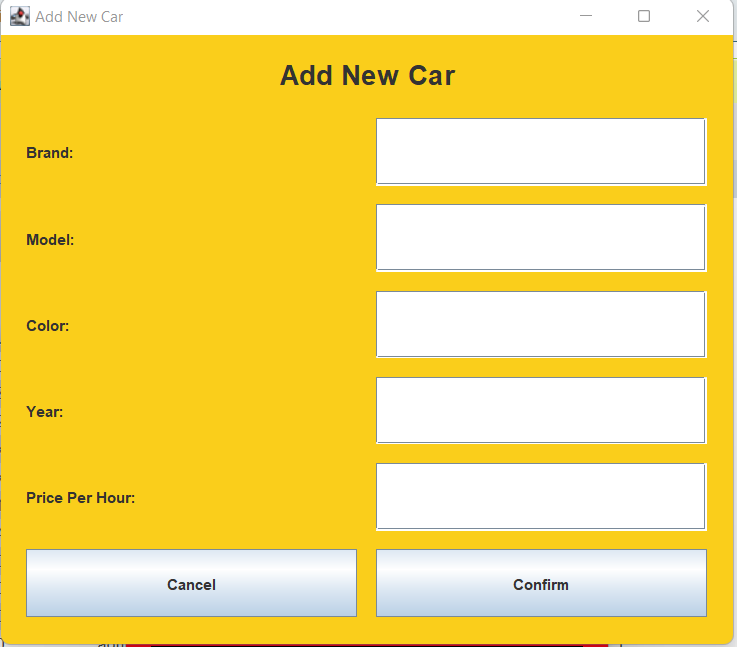 Add New Car
Add New Car
Brand:
Model:
Color:
Year:
Price Per Hour:
Cancel Confirm